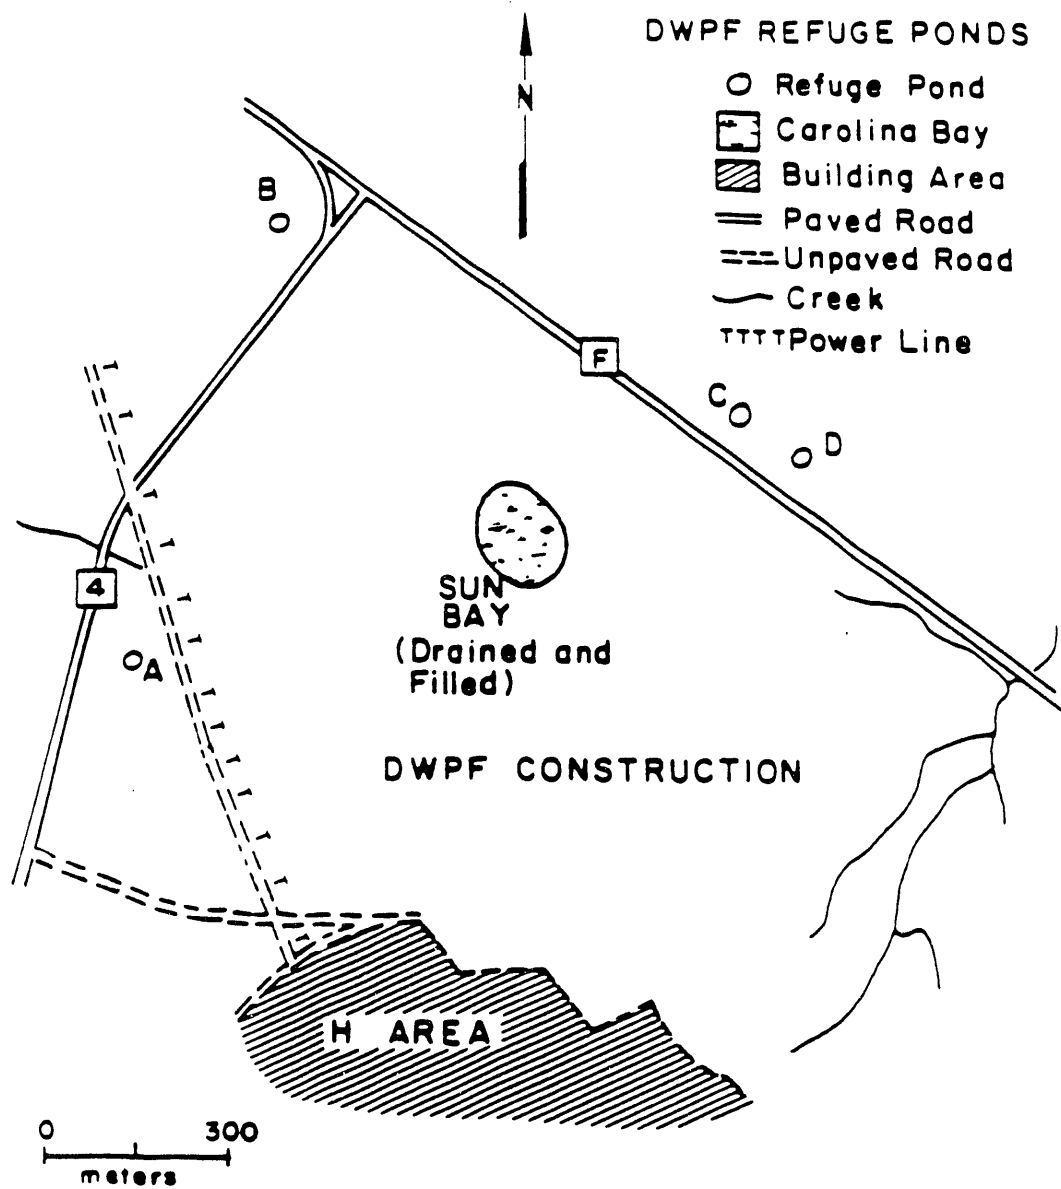 DWPF REFUGE PONDS
N
Refuge Pond
Carolina Bay
Building Area
Paved Road
Unpaved Road
Creek
TTTT Power Line
B
F
C
D
4
A
SUN
BAY
(Drained and
Filled)
DWPF CONSTRUCTION
H AREA
0 300
meters